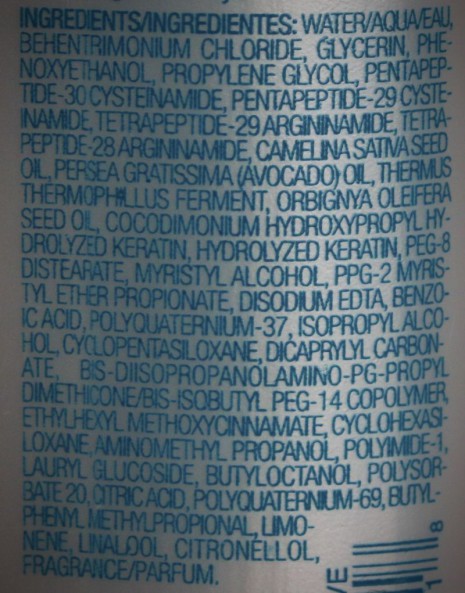 INGREDIENTS/INGREDIENTES: WATER/AQUA/EAU,
BEHENTRIMONIUM CHLORIDE, GLYCERIN, PHE-
NOXYETHANOL, PROPYLENE GLYCOL, PENTAPEP-
TIDE-30 CYSTEINAMIDE, PENTAPEPTIDE-29 CYSTE-
INAMIDE, TETRAPEPTIDE-29 ARGININAMIDE, TETRA-
PEPTIDE-28 ARGININAMIDE, CAMELINA SATIVA SEED
OIL, PERSEA GRATISSIMA (AVOCADO) OIL, THERMUS
THERMOPHILLUS FERMENT, ORBIGNYA OLEIFERA
SEED OIL, COCODIMONIUM HYDROXYPROPYL HY-
DROLYZED KERATIN, HYDROLYZED KERATIN, PEG-8
DISTEARATE, MYRISTYL ALCOHOL, PPG-2 MYRIS-
TYL ETHER PROPIONATE, DISODIUM EDTA, BENZO-
IC ACID, POLYQUATERNIUM-37, ISOPROPYL ALCO-
HOL, CYCLOPENTASILOXANE, DICAPRYLYL CARBON-
ATE, BIS-DIISOPROPANOLAMINO-PG-PROPYL
DIMETHICONE/BIS-ISOBUTYL PEG-14 COPOLYMER,
ETHYLHEXYL METHOXYCINNAMATE, CYCLOHEXASI-
LOXANE, AMINOMETHYL PROPANOL, POLYIMIDE-1,
LAURYL GLUCOSIDE, BUTYLOCTANOL, POLYSOR-
BATE 20, CITRIC ACID, POLYQUATERNIUM-69, BUTYL-
PHENYL METHYLPROPIONAL, LIMO-
NENE, LINALOOL, CITRONELLOL,
FRAGRANCE/PARFUM.
8
1